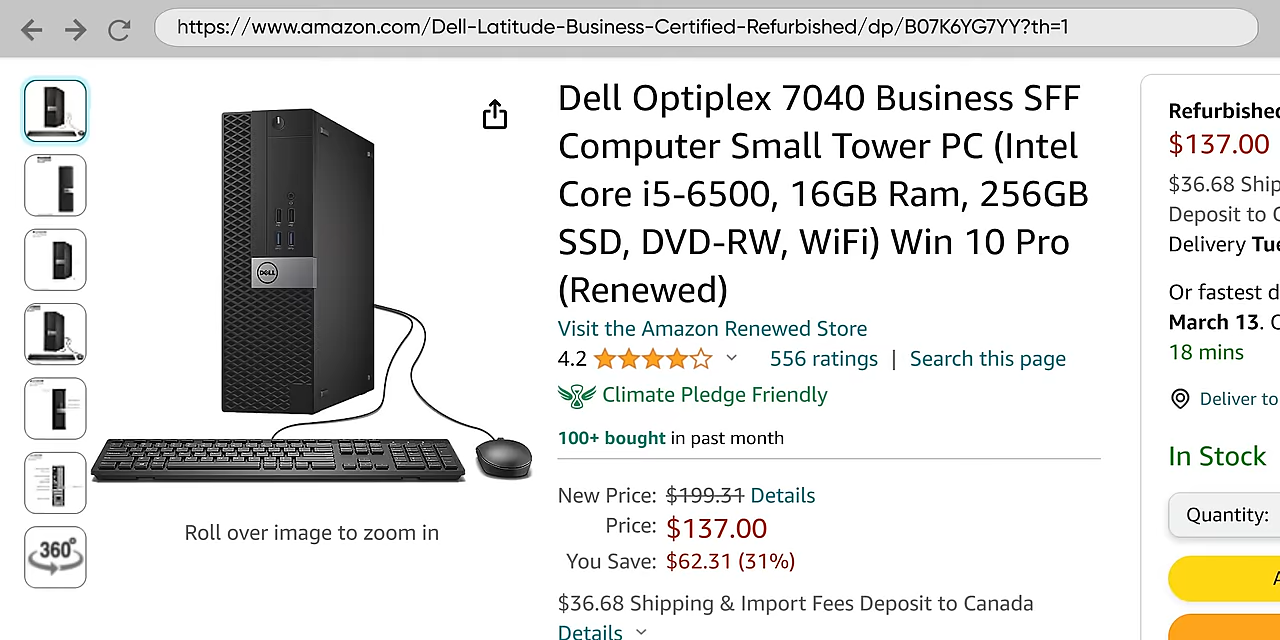 https://www.amazon.com/Dell-Latitude-Business-Certified-Refurbished/dp/B07K6YG7YY?th=1
Dell Optiplex 7040 Business SFF
Computer Small Tower PC (Intel
Core i5-6500, 16GB Ram, 256GB
SSD, DVD-RW, WiFi) Win 10 Pro
(Renewed)
Visit the Amazon Renewed Store
4.2
556 ratings | Search this page
Climate Pledge Friendly
100+ bought in past month
New Price: $199.31 Details
Price: $137.00
You Save: $62.31 (31%)
$36.68 Shipping & Import Fees Deposit to Canada
Details
DELL
Roll over image to zoom in
360°
Refurbished
$137.00
$36.68 Ship
Deposit to C
Delivery Tue
Or fastest d
March 13. O
18 mins
Deliver to
In Stock
Quantity: